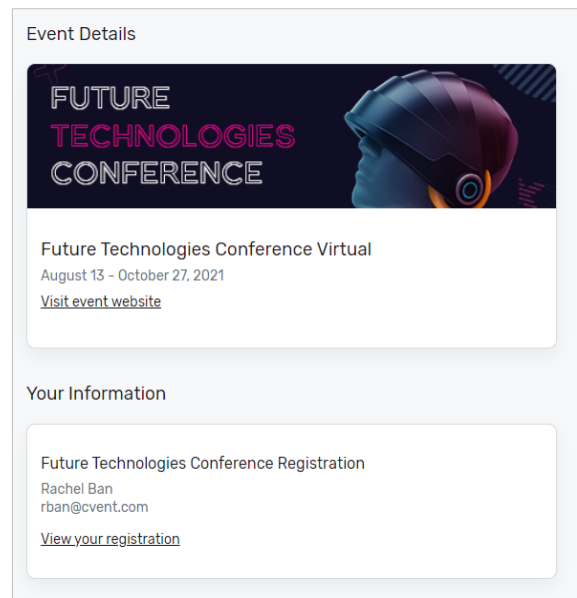 Event Details
FUTURE
TECHNOLOGIES
CONFERENCE
Future Technologies Conference Virtual
August 13 - October 27, 2021
Visit event website
Your Information
Future Technologies Conference Registration
Rachel Ban
rban@cvent.com
View your registration